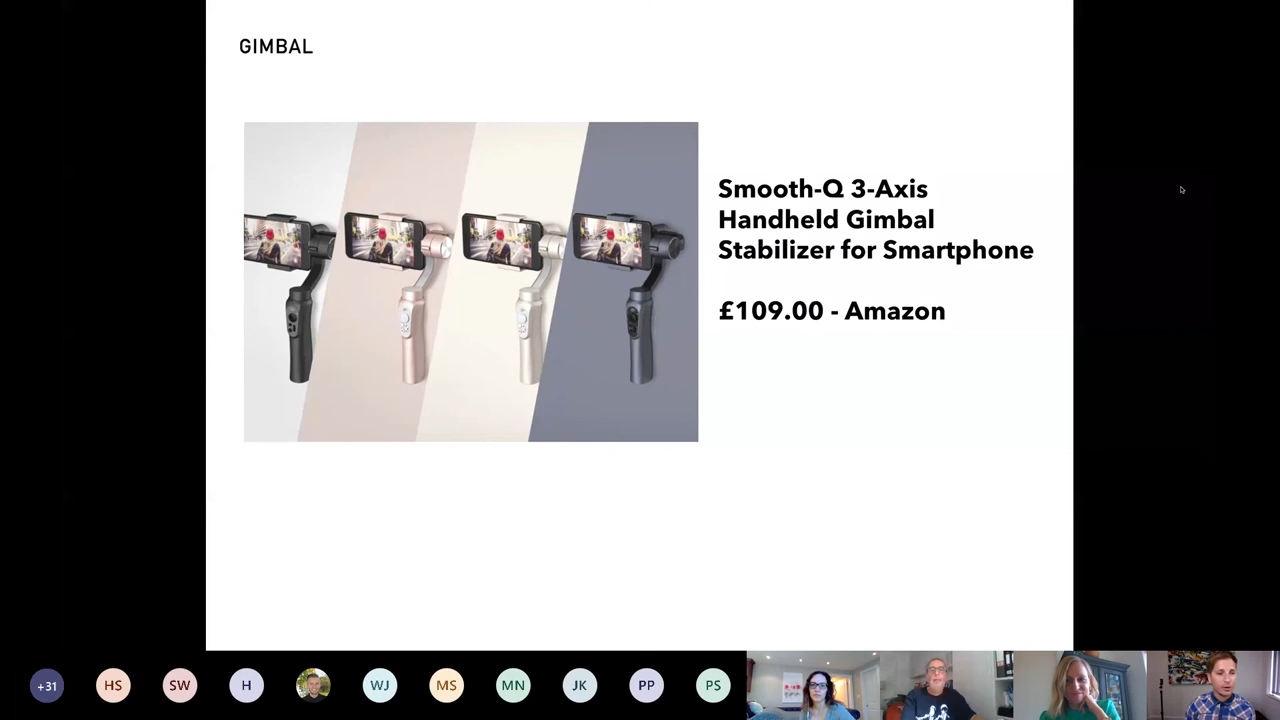 GIMBAL
Smooth-Q 3-Axis
Handheld Gimbal
Stabilizer for Smartphone
£109.00 - Amazon
+31
HS
SW
H
WJ
MS
MN
JK
PP
PS